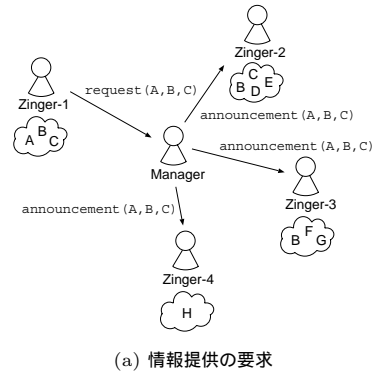 Zinger-2
C
B E
D
Zinger-1
request(A,B,C)
B
A C
announcement(A,B,C)
announcement(A,B,C)
Manager
Zinger-3
announcement(A,B,C)
F
B G
Zinger-4
H
(a) 情報提供の要求